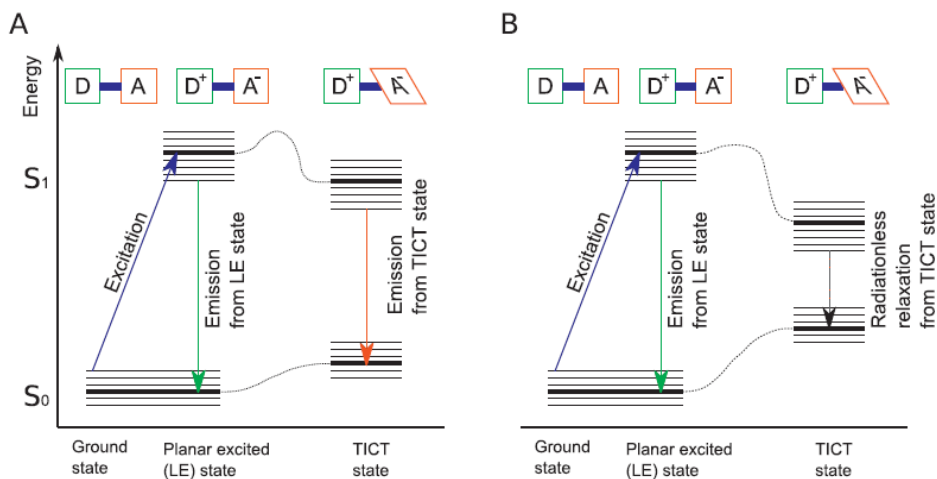 A
B
Energy
D A
D+ A-
D+ A-
D A
D+ A-
D+ A-
S1
S0
Excitation
Emission
from LE state
Emission
from TICT state
Excitation
Emission
from LE state
Radiationless
relaxation
from TICT state
Ground
state
Planar excited
(LE) state
TICT
state
Ground
state
Planar excited
(LE) state
TICT
state